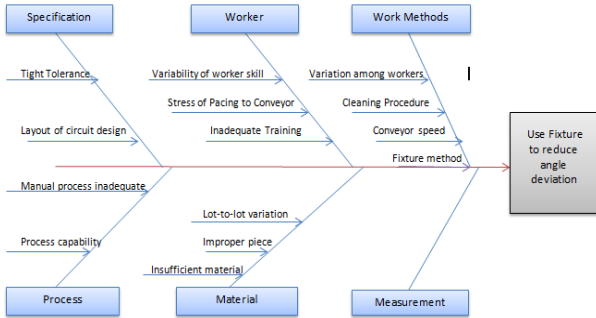 Specification
Worker
Work Methods
Tight Tolerance
Variability of worker skill
Variation among workers
Stress of Pacing to Conveyor
Cleaning Procedure
Layout of circuit design
Inadequate Training
Conveyor speed
Fixture method
Use Fixture
to reduce
angle
deviation
Manual process inadequate
Lot-to-lot variation
Process capability
Improper piece
Insufficient material
Process
Material
Measurement